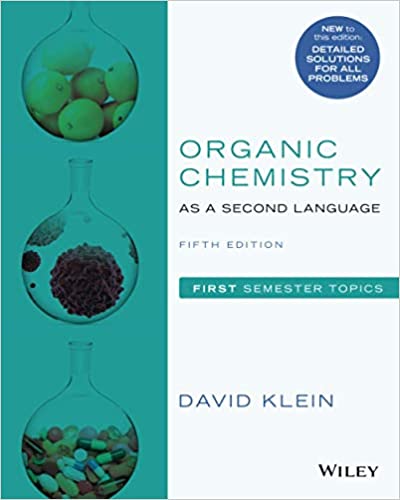 NEW to
this edition:
DETAILED
SOLUTIONS
FOR ALL
PROBLEMS
ORGANIC
CHEMISTRY
AS A SECOND LANGUAGE
FIFTH EDITION
FIRST SEMESTER TOPICS
DAVID KLEIN
WILEY